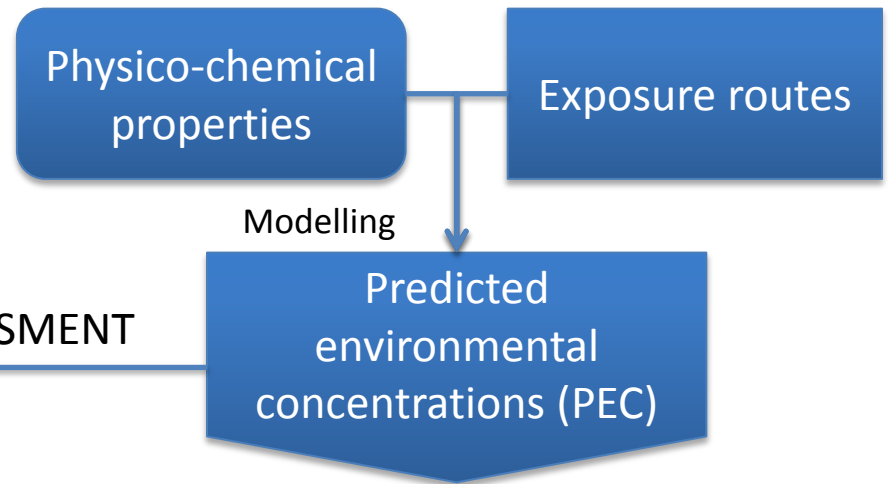 Physico-chemical
properties
Exposure routes
Modelling
Predicted
environmental
concentrations (PEC)
SMENT